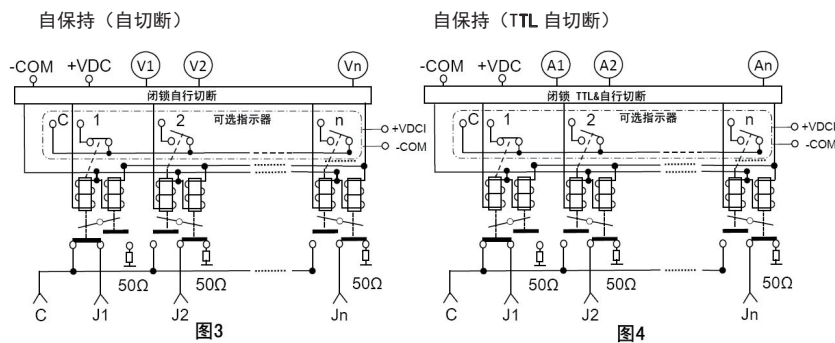 自保持（自切断）
-COM +VDC V1 V2 Vn
闭锁自行切断
C 1 2 可选指示器 n
+VDCI
-COM
50Ω 50Ω 50Ω
C J1 J2 Jn
图3
自保持（TTL 自切断）
-COM +VDC A1 A2 An
闭锁 TTL&自行切断
C 1 2 可选指示器 n
+VDCI
-COM
50Ω 50Ω 50Ω
C J1 J2 Jn
图4